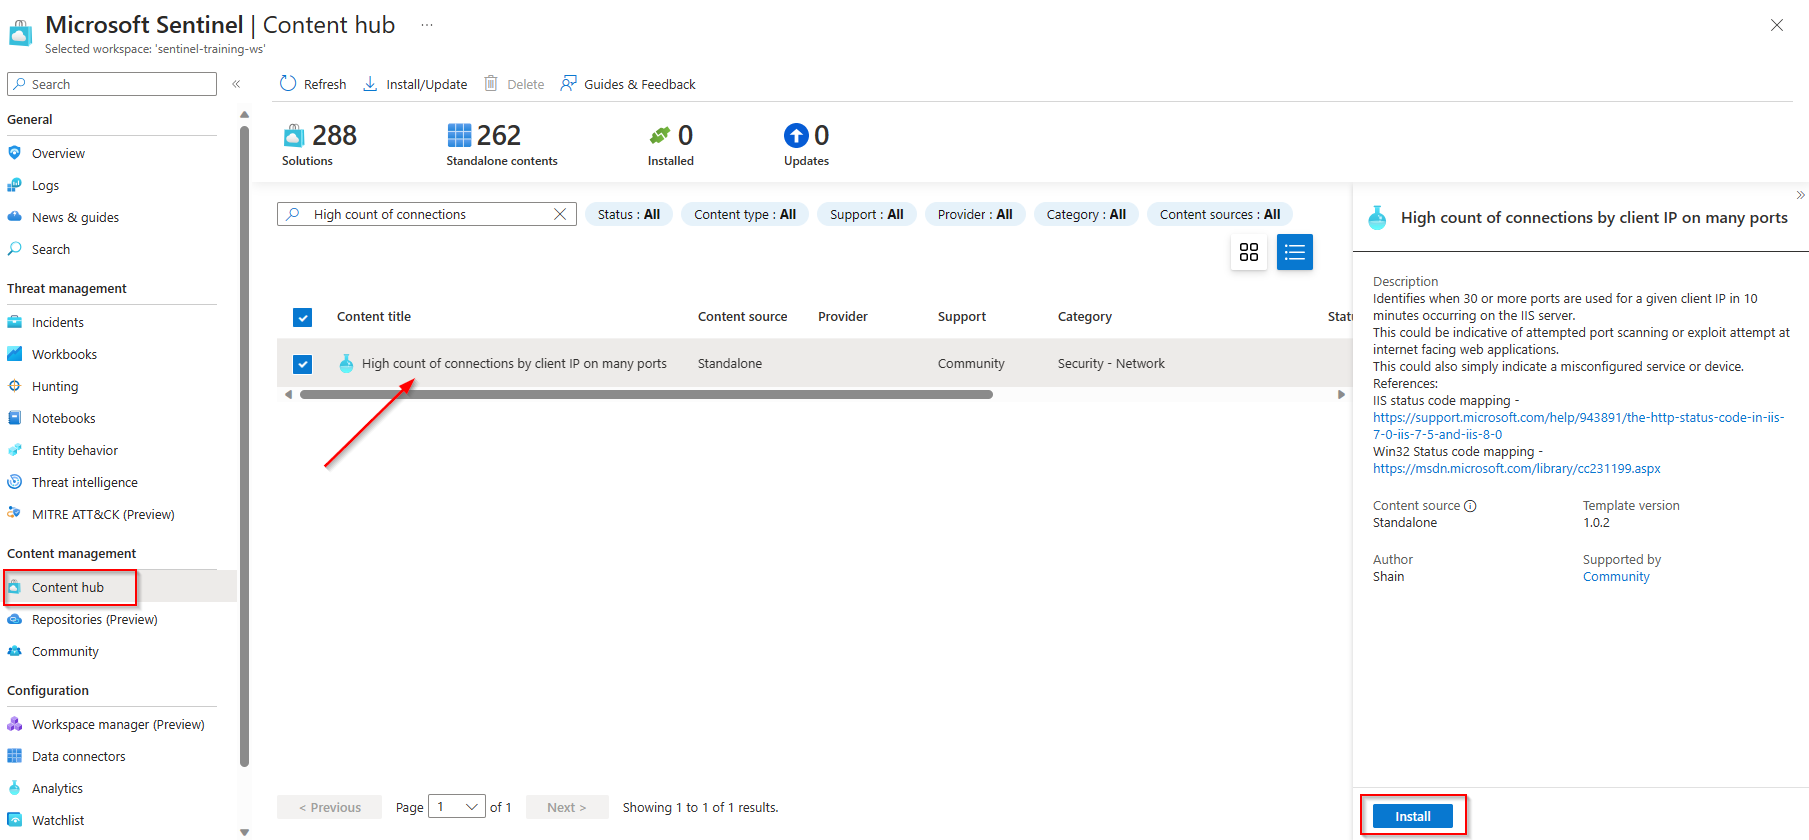 Microsoft Sentinel | Content hub ...
Selected workspace: 'sentinel-training-ws'
Search
«
General
Overview
Logs
News & guides
Search
Threat management
Incidents
Workbooks
Hunting
Notebooks
Entity behavior
Threat intelligence
MITRE ATT&CK (Preview)
Content management
Content hub
Repositories (Preview)
Community
Configuration
Workspace manager (Preview)
Data connectors
Analytics
Watchlist
Refresh Install/Update Delete Guides & Feedback
288 262 0 0
Solutions Standalone contents Installed Updates
High count of connections Status : All Content type : All Support : All Provider : All Category : All Content sources : All
Content title Content source Provider Support Category Statu
High count of connections by client IP on many ports Standalone Community Security - Network
< Previous Page 1 of 1 Next > Showing 1 to 1 of 1 results.
»
High count of connections by client IP on many ports
Description
Identifies when 30 or more ports are used for a given client IP in 10
minutes occurring on the IIS server.
This could be indicative of attempted port scanning or exploit attempt at
internet facing web applications.
This could also simply indicate a misconfigured service or device.
References:
IIS status code mapping -
https://support.microsoft.com/help/943891/the-http-status-code-in-iis-
7-0-iis-7-5-and-iis-8-0
Win32 Status code mapping -
https://msdn.microsoft.com/library/cc231199.aspx
Content source Template version
Standalone 1.0.2
Author Supported by
Shain Community
Install